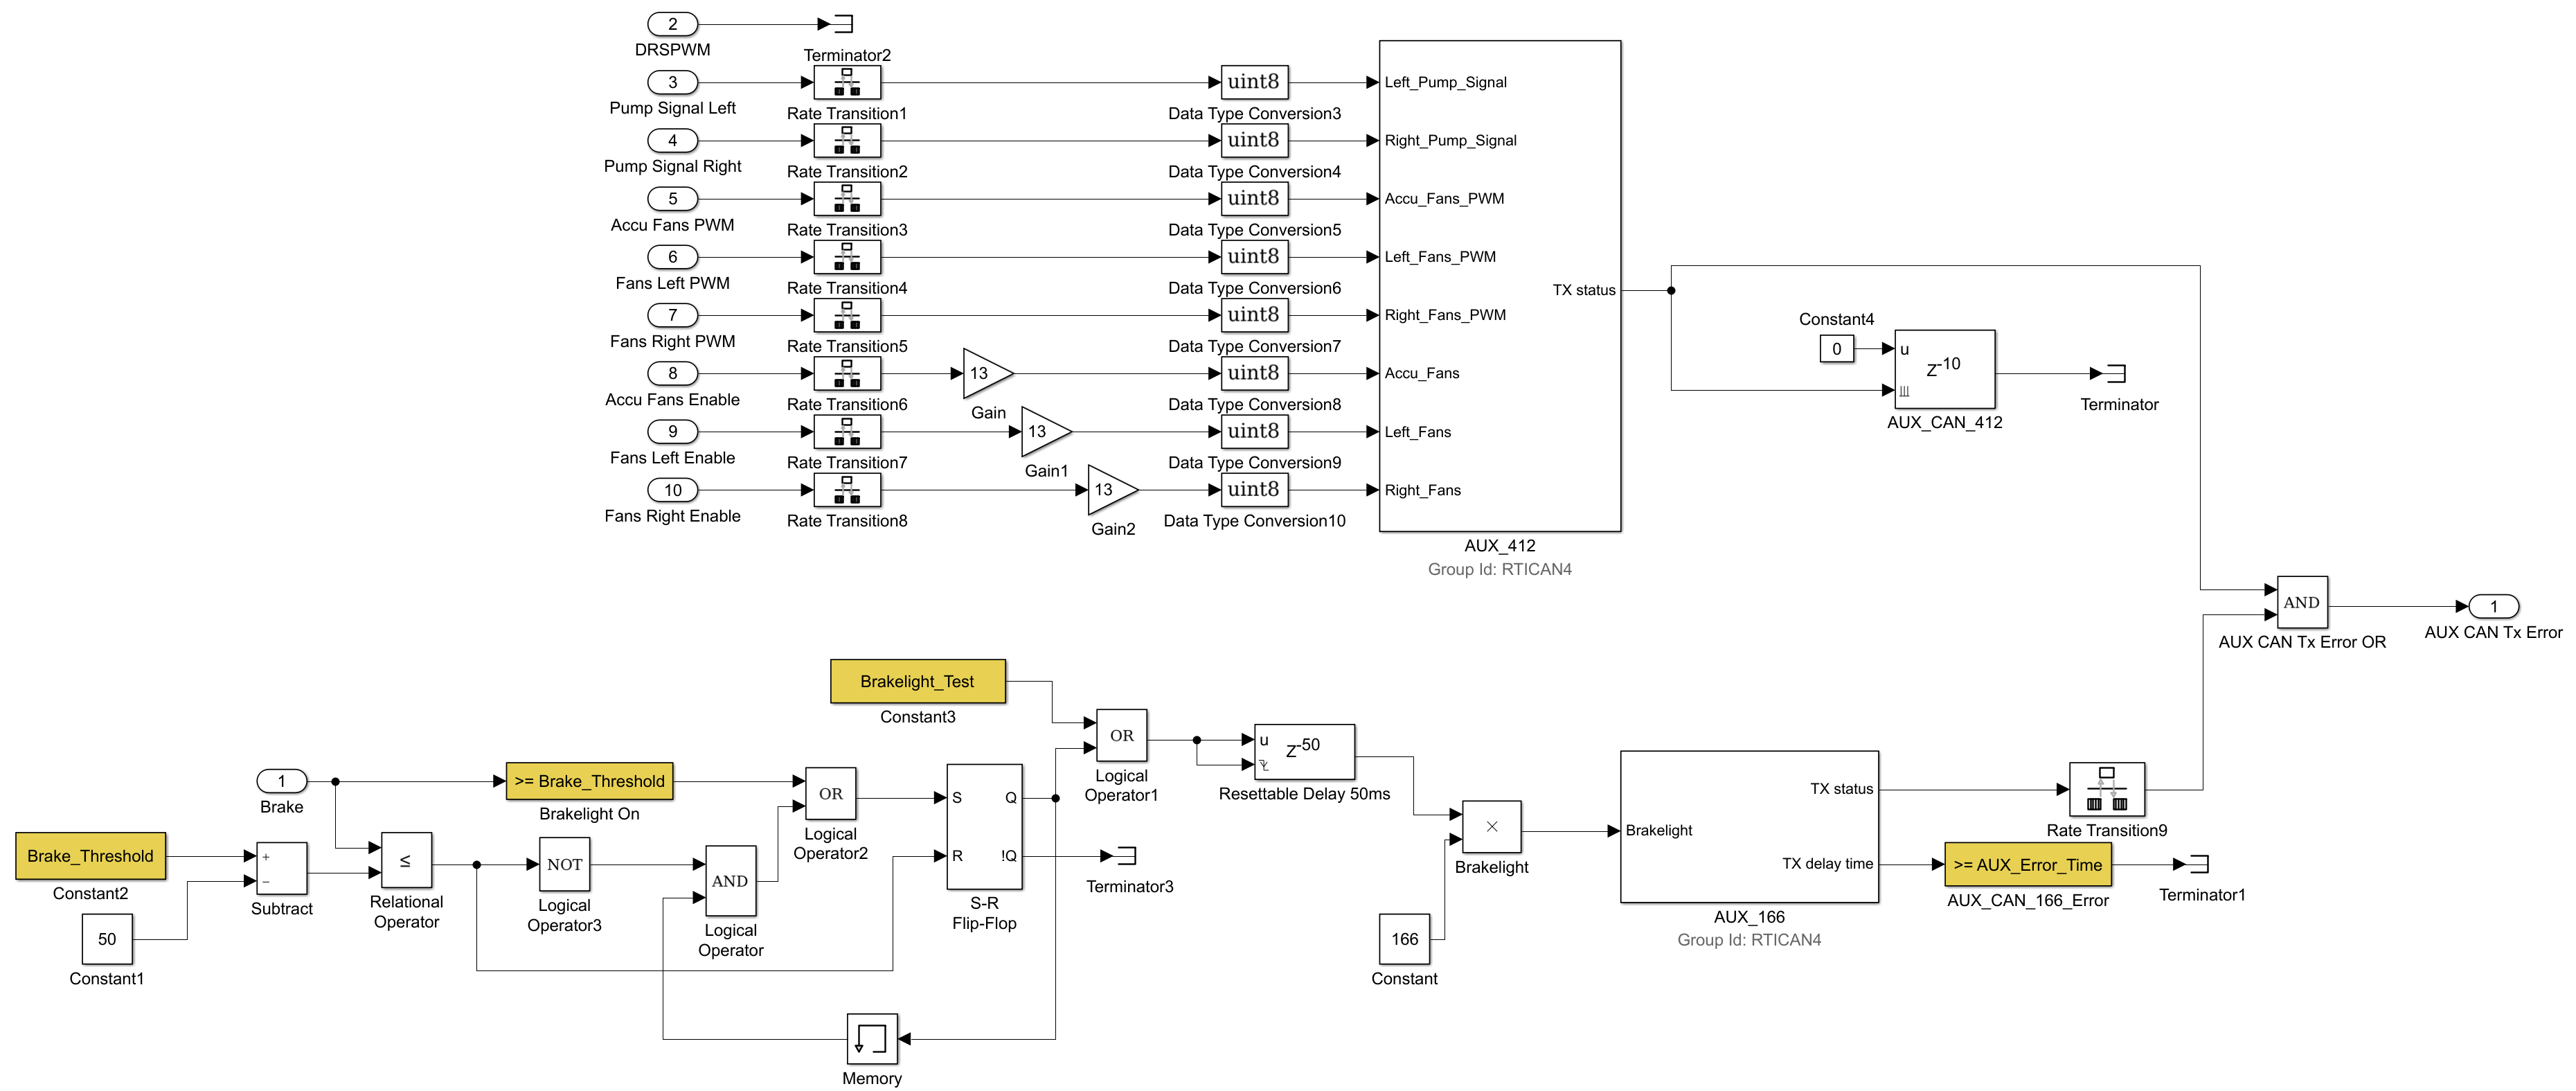 2
DRSPWM
Terminator2
3
Pump Signal Left
Rate Transition1
uint8
Data Type Conversion3
Left_Pump_Signal
4
Pump Signal Right
Rate Transition2
uint8
Data Type Conversion4
Right_Pump_Signal
5
Accu Fans PWM
Rate Transition3
uint8
Data Type Conversion5
Accu_Fans_PWM
6
Fans Left PWM
Rate Transition4
uint8
Data Type Conversion6
Left_Fans_PWM
7
Fans Right PWM
Rate Transition5
uint8
Data Type Conversion7
Right_Fans_PWM
8
Accu Fans Enable
Rate Transition6
13
Gain
uint8
Data Type Conversion8
Accu_Fans
9
Fans Left Enable
Rate Transition7
13
Gain1
uint8
Data Type Conversion9
Left_Fans
10
Fans Right Enable
Rate Transition8
13
Gain2
uint8
Data Type Conversion10
Right_Fans
TX status
AUX_412
Group Id: RTICAN4
Constant4
0
u
Z-10
AUX_CAN_412
Terminator
AND
AUX CAN Tx Error OR
1
AUX CAN Tx Error
Brakelight_Test
Constant3
OR
Logical
Operator1
u
Z-50
Resettable Delay 50ms
1
Brake
>= Brake_Threshold
Brakelight On
OR
Logical
Operator2
S
Q
R
!Q
S-R
Flip-Flop
Terminator3
Brake_Threshold
Constant2
50
Constant1
+
−
Subtract
≤
Relational
Operator
NOT
Logical
Operator3
AND
Logical
Operator
Memory
×
Brakelight
166
Constant
Brakelight
TX status
TX delay time
AUX_166
Group Id: RTICAN4
Rate Transition9
>= AUX_Error_Time
AUX_CAN_166_Error
Terminator1